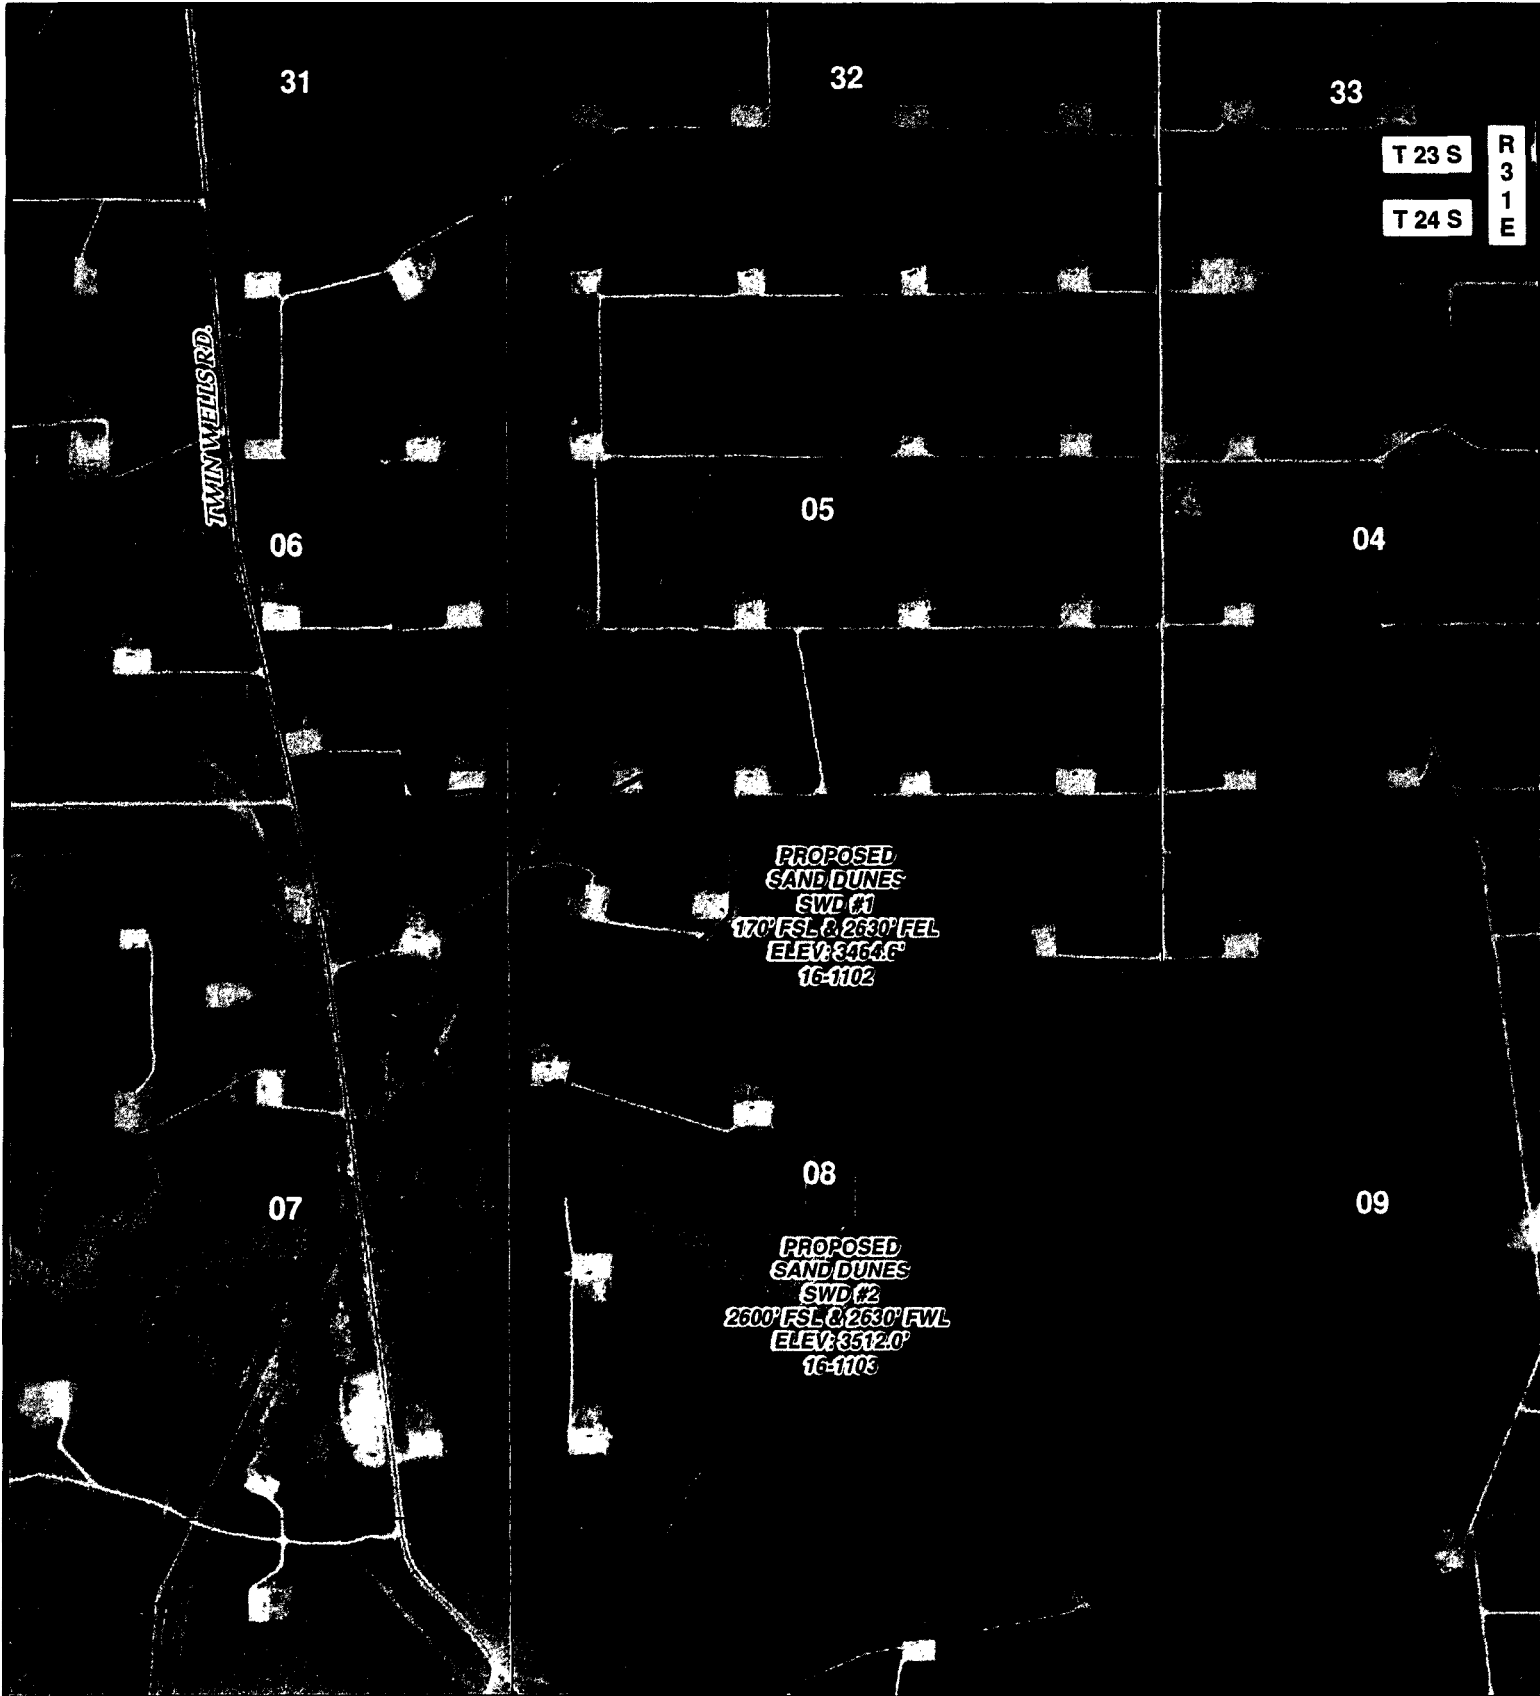 31
32
33
T 23 S
T 24 S
R
3
1
E
TWIN WELLS RD.
05
06
04
PROPOSED
SAND DUNES
SWD #1
170' FSL & 2630' FEL
ELEV: 3464.6'
16-1102
08
07
09
PROPOSED
SAND DUNES
SWD #2
2600' FSL & 2630' FWL
ELEV: 3512.0'
16-1103